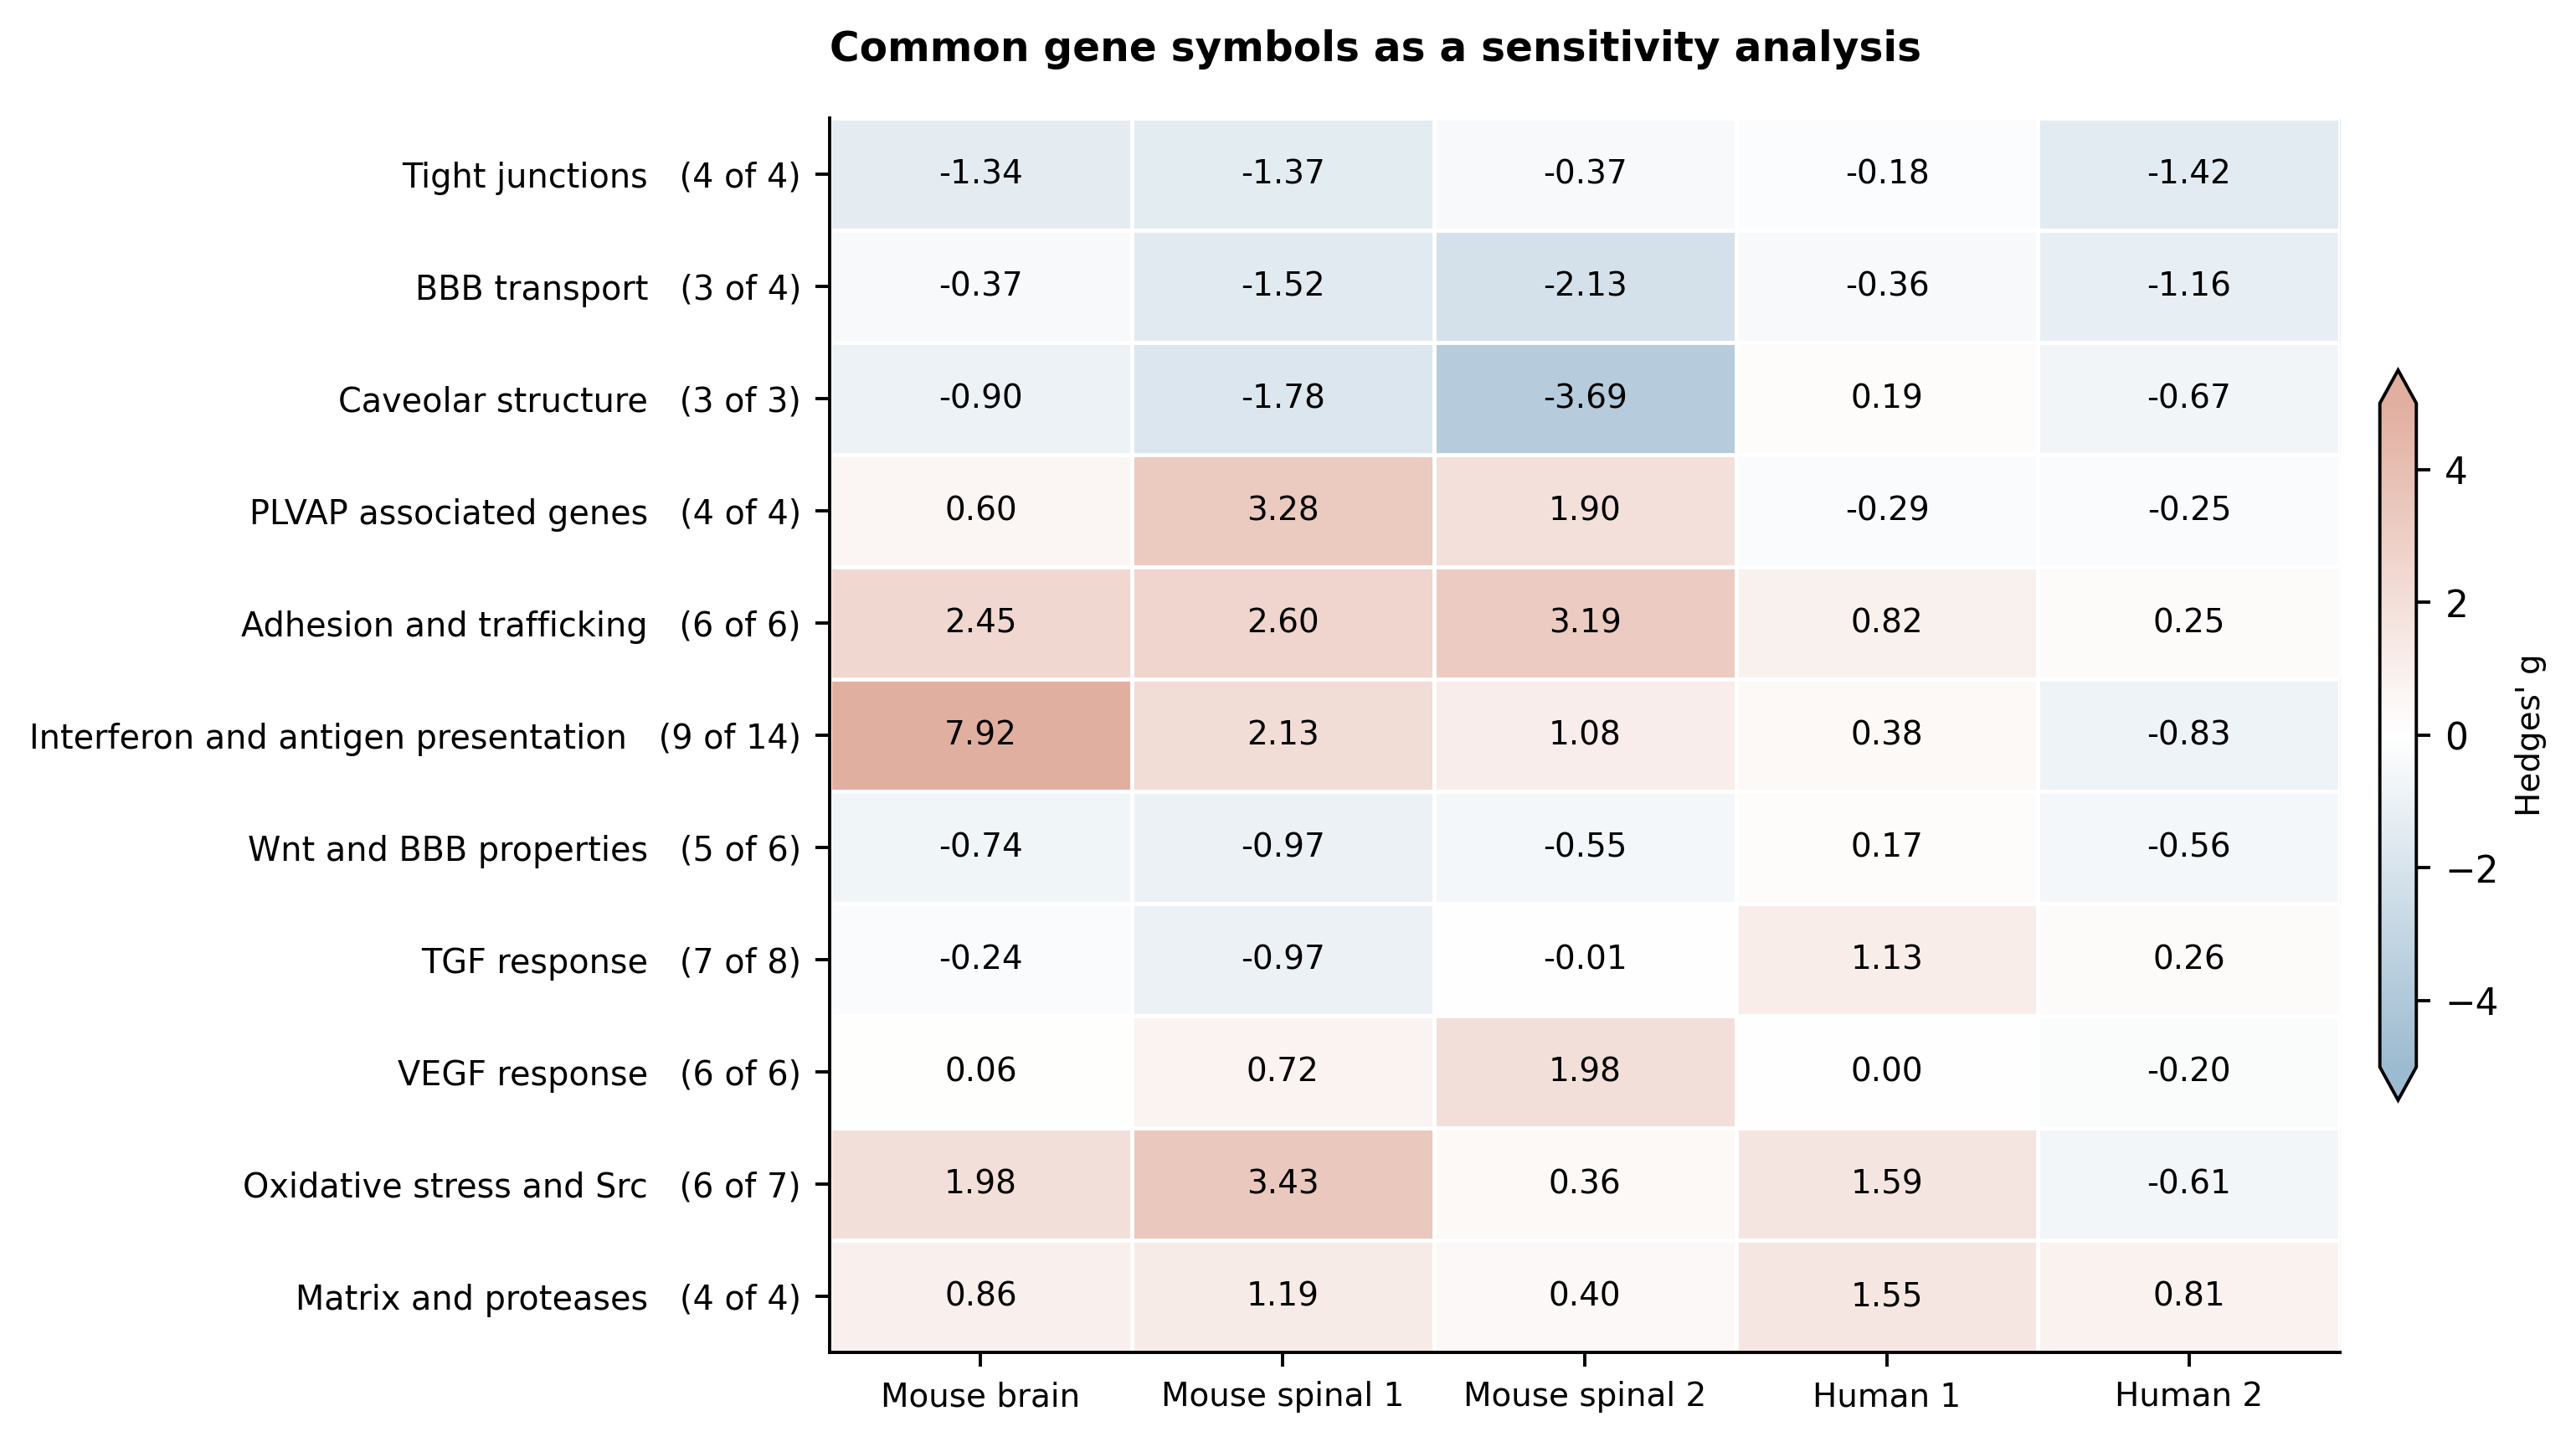 Common gene symbols as a sensitivity analysis
Tight junctions (4 of 4) -1.34 -1.37 -0.37 -0.18 -1.42
BBB transport (3 of 4) -0.37 -1.52 -2.13 -0.36 -1.16
Caveolar structure (3 of 3) -0.90 -1.78 -3.69 0.19 -0.67
PLVAP associated genes (4 of 4) 0.60 3.28 1.90 -0.29 -0.25
Adhesion and trafficking (6 of 6) 2.45 2.60 3.19 0.82 0.25
Interferon and antigen presentation (9 of 14) 7.92 2.13 1.08 0.38 -0.83
Wnt and BBB properties (5 of 6) -0.74 -0.97 -0.55 0.17 -0.56
TGF response (7 of 8) -0.24 -0.97 -0.01 1.13 0.26
VEGF response (6 of 6) 0.06 0.72 1.98 0.00 -0.20
Oxidative stress and Src (6 of 7) 1.98 3.43 0.36 1.59 -0.61
Matrix and proteases (4 of 4) 0.86 1.19 0.40 1.55 0.81
Mouse brain Mouse spinal 1 Mouse spinal 2 Human 1 Human 2
4
2
0
−2
−4
Hedges' g